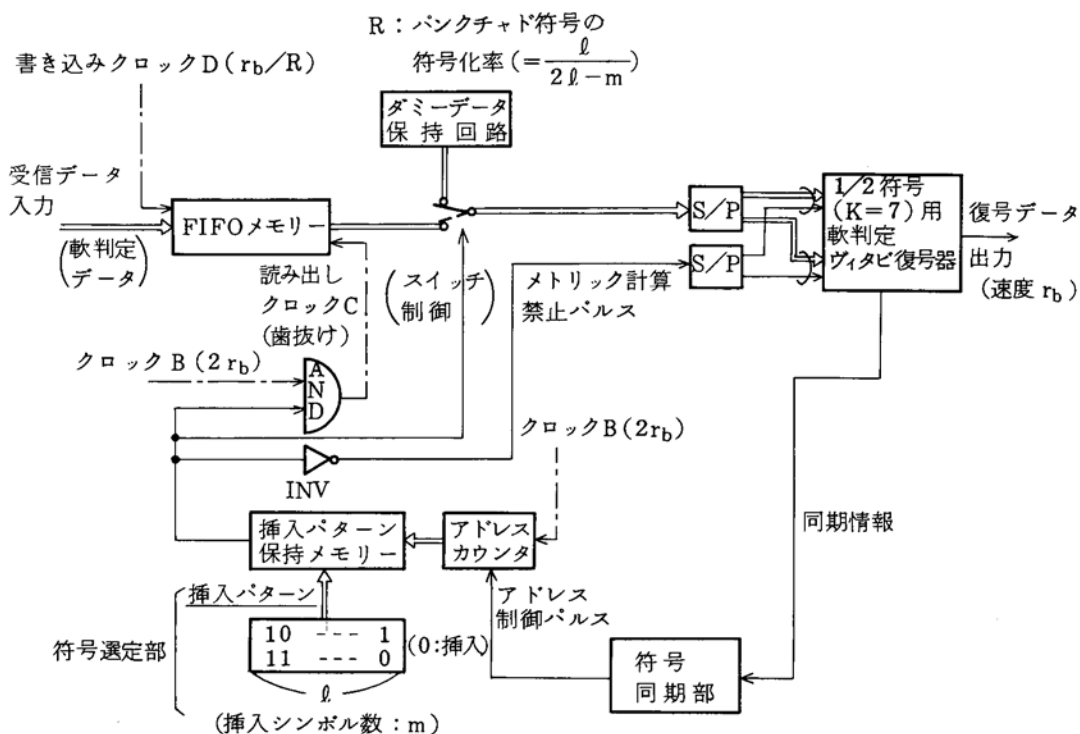 R：パンクチャド符号の
符号化率(=ℓ/(2ℓ-m))
書き込みクロックD(rb/R)
ダミーデータ
保持回路
受信データ
入力
(軟判定
データ)
FIFOメモリー
S/P
1/2符号
(K=7)用
軟判定
ヴィタビ復号器
復号データ
出力
(速度 rb)
読み出し
クロックC
(歯抜け)
(スイッチ
制御)
メトリック計算
禁止パルス
S/P
クロックB(2rb)
AND
INV
クロックB(2rb)
挿入パターン
保持メモリー
アドレス
カウンタ
同期情報
符号選定部
挿入パターン
10 --- 1
11 --- 0
(0:挿入)
ℓ
(挿入シンボル数：m)
アドレス
制御パルス
符号
同期部